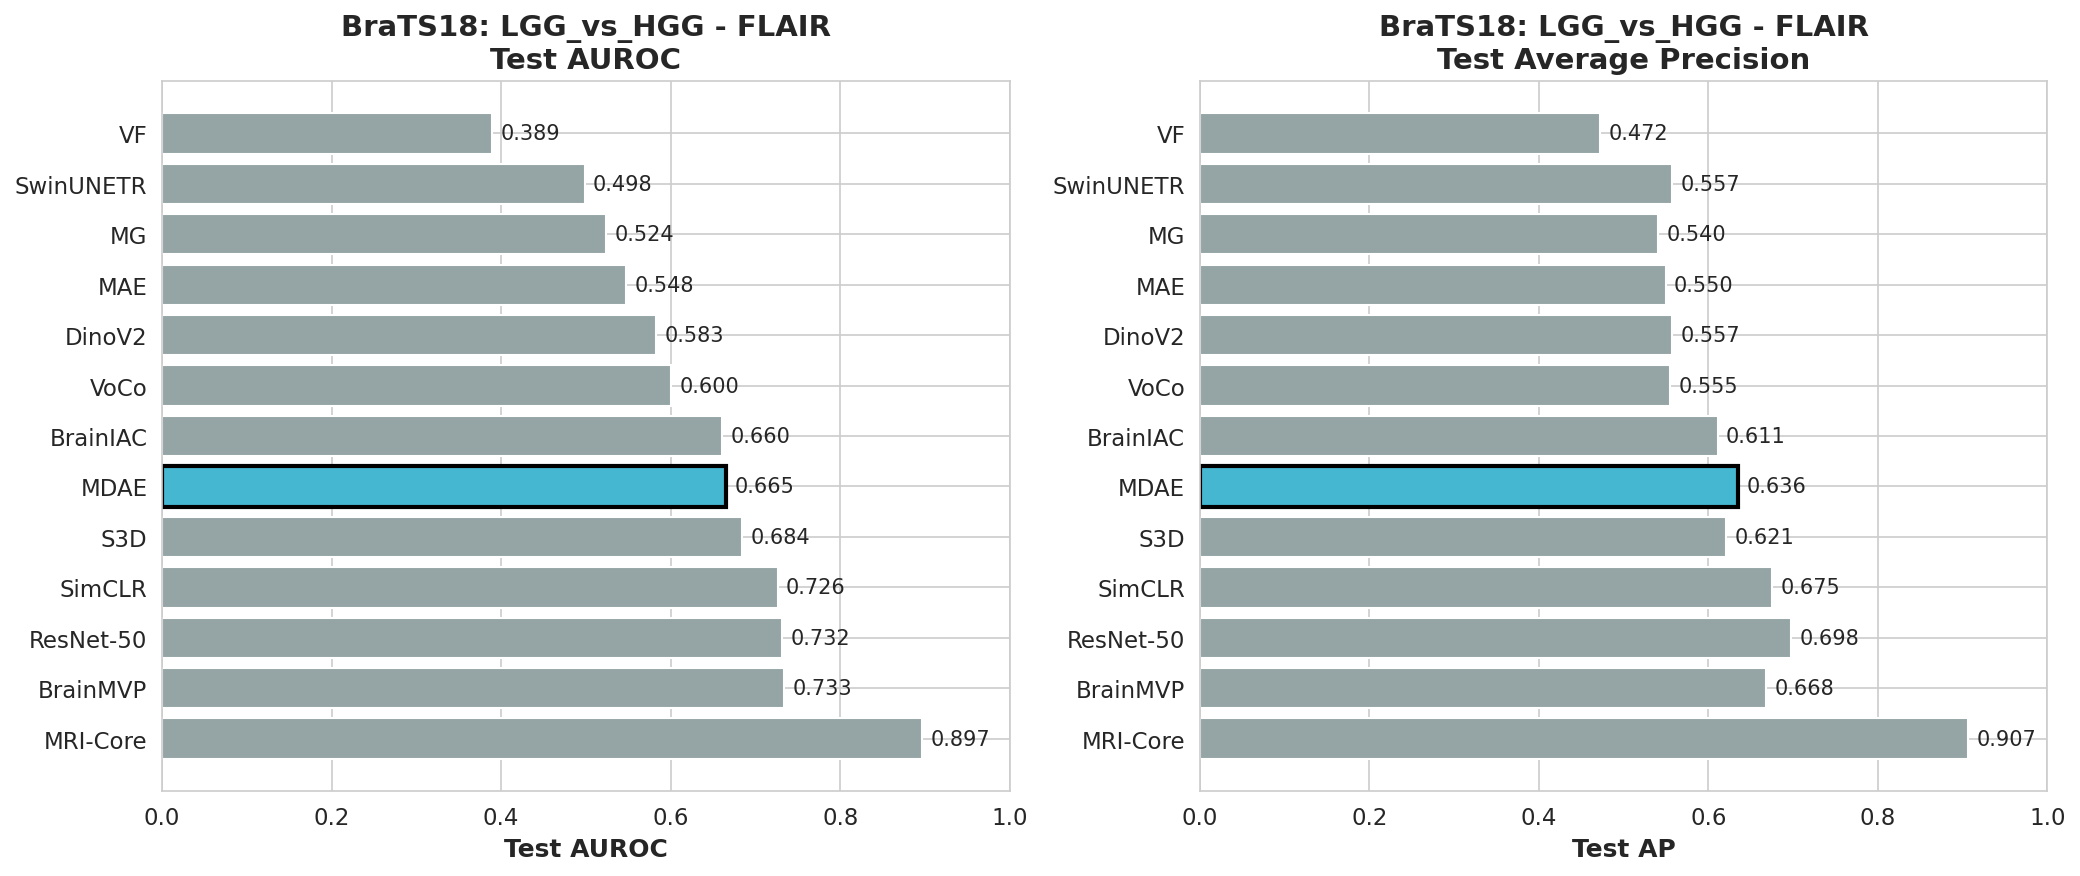 BraTS18: LGG_vs_HGG - FLAIR
Test AUROC
VF 0.389
SwinUNETR 0.498
MG 0.524
MAE 0.548
DinoV2 0.583
VoCo 0.600
BrainIAC 0.660
MDAE 0.665
S3D 0.684
SimCLR 0.726
ResNet-50 0.732
BrainMVP 0.733
MRI-Core 0.897
0.0 0.2 0.4 0.6 0.8 1.0
Test AUROC
BraTS18: LGG_vs_HGG - FLAIR
Test Average Precision
VF 0.472
SwinUNETR 0.557
MG 0.540
MAE 0.550
DinoV2 0.557
VoCo 0.555
BrainIAC 0.611
MDAE 0.636
S3D 0.621
SimCLR 0.675
ResNet-50 0.698
BrainMVP 0.668
MRI-Core 0.907
0.0 0.2 0.4 0.6 0.8 1.0
Test AP